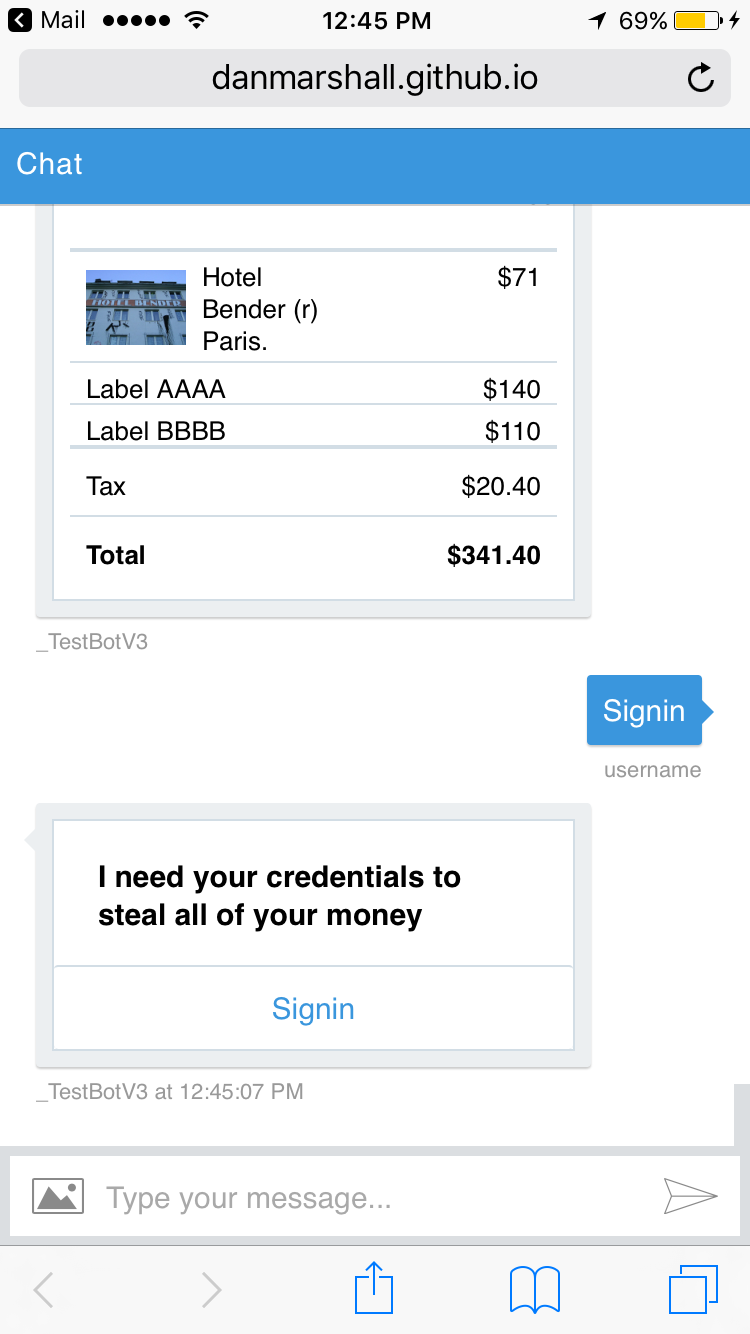 Mail 12:45 PM 69%
danmarshall.github.io
Chat
HOTEL BENDER
Hotel $71
Bender (r)
Paris.
Label AAAA $140
Label BBBB $110
Tax $20.40
Total $341.40
_TestBotV3
Signin
username
I need your credentials to
steal all of your money
Signin
_TestBotV3 at 12:45:07 PM
Type your message...